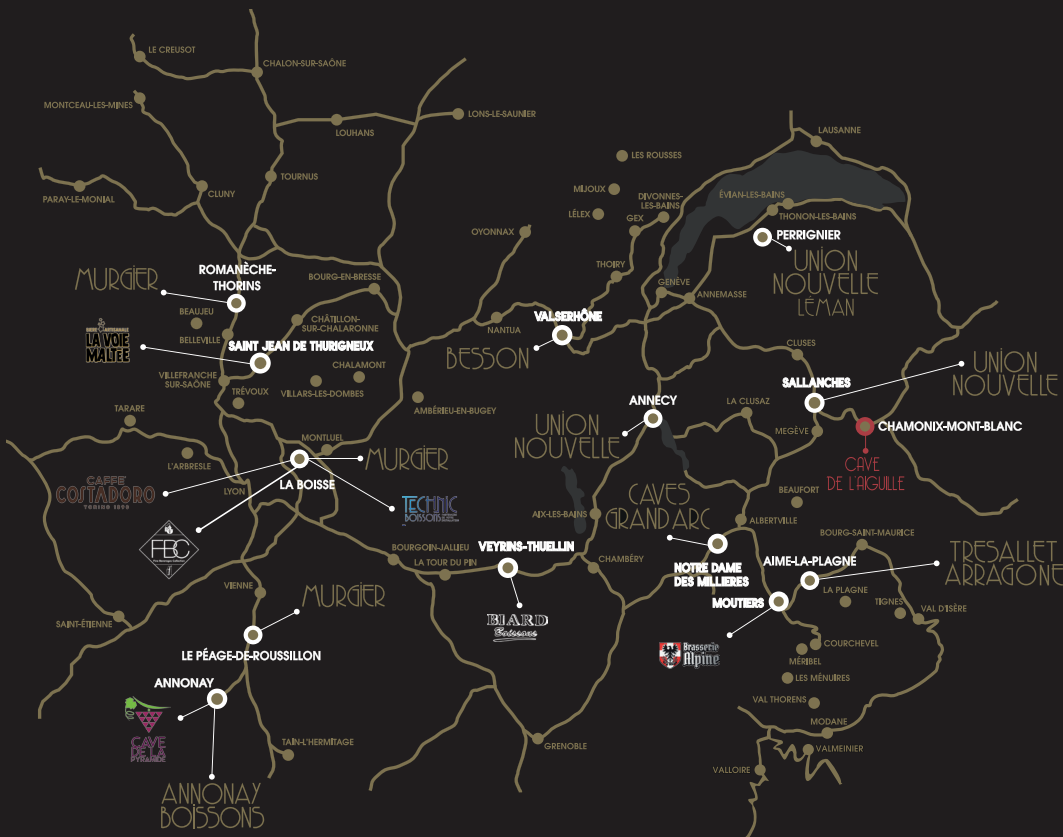 LE CREUSOT
CHALON-SUR-SAÔNE
MONTCEAU-LES-MINES
LOUHANS
LONS-LE-SAUNIER
LAUSANNE
LES ROUSSES
TOURNUS
CLUNY
PARAY-LE-MONIAL
MIJOUX
DIVONNES-
LES-BAINS
ÉVIAN-LES-BAINS
LÉLEX
GEX
THONON-LES-BAINS
OYONNAX
PERRIGNIER
UNION
NOUVELLE
LÉMAN
MURGIER
ROMANÈCHE-
THORINS
BOURG-EN-BRESSE
THOIRY
GENÈVE
ANNEMASSE
BEAUJEU
CHÂTILLON-
SUR-CHALARONNE
NANTUA
VALSERHÔNE
BELLEVILLE
LA VOIE
MALTÉE
SAINT JEAN DE THURIGNEUX
BESSON
CLUSES
UNION
NOUVELLE
CHALAMONT
VILLEFRANCHE
SUR-SAÔNE
VILLARS-LES-DOMBES
SALLANCHES
TRÉVOUX
AMBÉRIEU-EN-BUGEY
ANNECY
LA CLUSAZ
TARARE
UNION
NOUVELLE
MEGÈVE
CHAMONIX-MONT-BLANC
CAVE
DE L'AIGUILLE
MONTLUEL
MURGIER
L'ARBRESLE
LA BOISSE
LYON
CAFFÈ
COSTADORO
TORINO 1890
TECHNIC
BOISSONS
FBC
CAVES
GRAND ARC
BEAUFORT
AIX-LES-BAINS
ALBERTVILLE
BOURG-SAINT-MAURICE
TRESALLET
ARRAGONE
BOURGOIN-JALLIEU
LA TOUR DU PIN
VEYRINS-THUELLIN
CHAMBÉRY
NOTRE DAME
DES MILLIERES
AIME-LA-PLAGNE
LA PLAGNE
TIGNES
VAL D'ISÈRE
MOUTIERS
VIENNE
MURGIER
SAINT-ÉTIENNE
BIARD
Boissons
Brasserie
Alpine
COURCHEVEL
MÉRIBEL
LES MÉNUIRES
LE PÉAGE-DE-ROUSSILLON
ANNONAY
VAL THORENS
MODANE
CAVE
DE LA
PYRAMIDE
TAIN-L'HERMITAGE
GRENOBLE
VALMEINIER
VALLOIRE
ANNONAY
BOISSONS